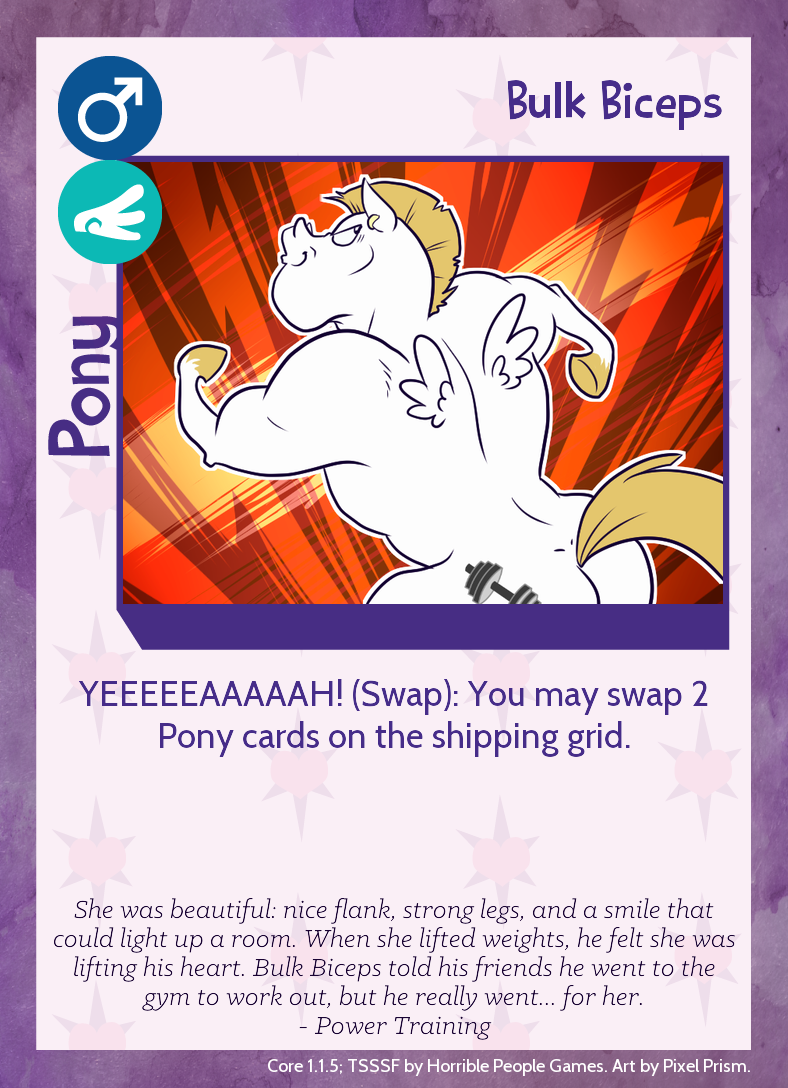 Bulk Biceps
Pony
YEEEEEAAAAAH! (Swap): You may swap 2
Pony cards on the shipping grid.
She was beautiful: nice flank, strong legs, and a smile that
could light up a room. When she lifted weights, he felt she was
lifting his heart. Bulk Biceps told his friends he went to the
gym to work out, but he really went... for her.
- Power Training
Core 1.1.5; TSSSF by Horrible People Games. Art by Pixel Prism.